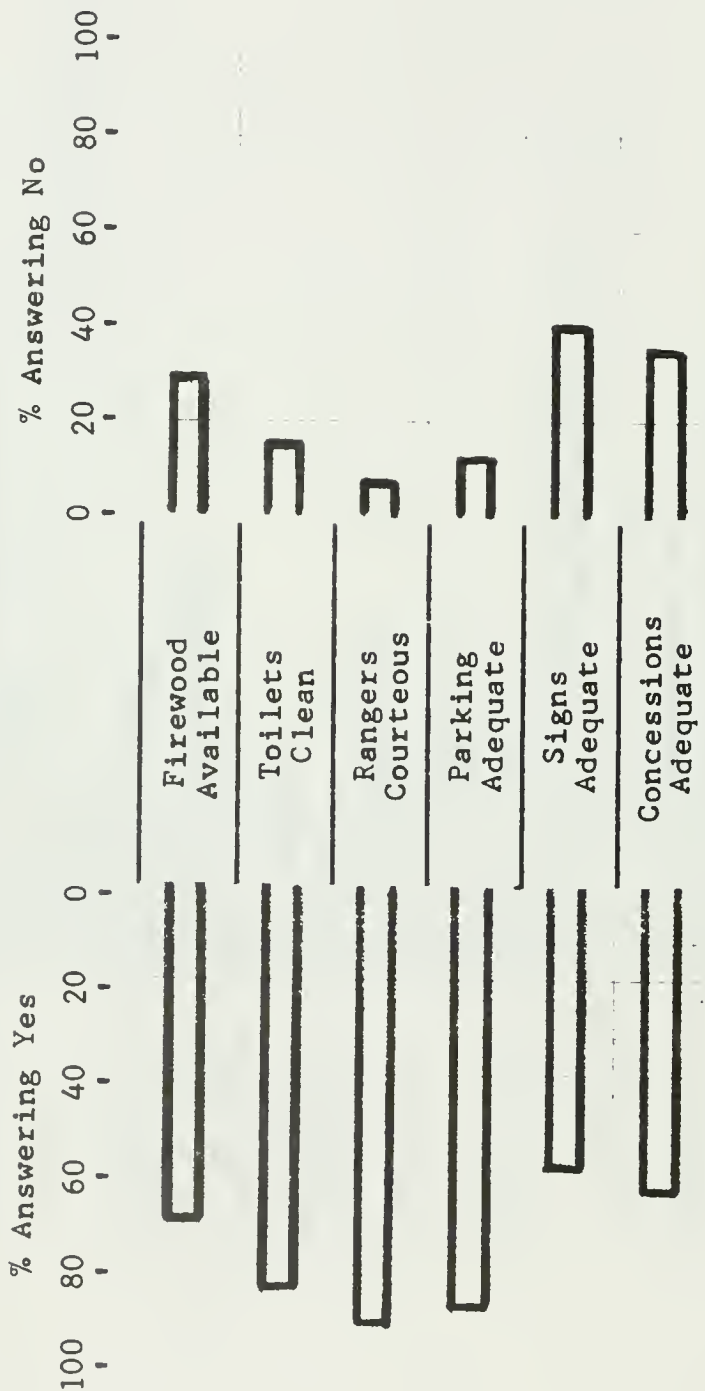 % Answering Yes
% Answering No
100 80 60 40 20 0
0 20 40 60 80 100
Firewood
Available
Toilets
Clean
Rangers
Courteous
Parking
Adequate
Signs
Adequate
Concessions
Adequate